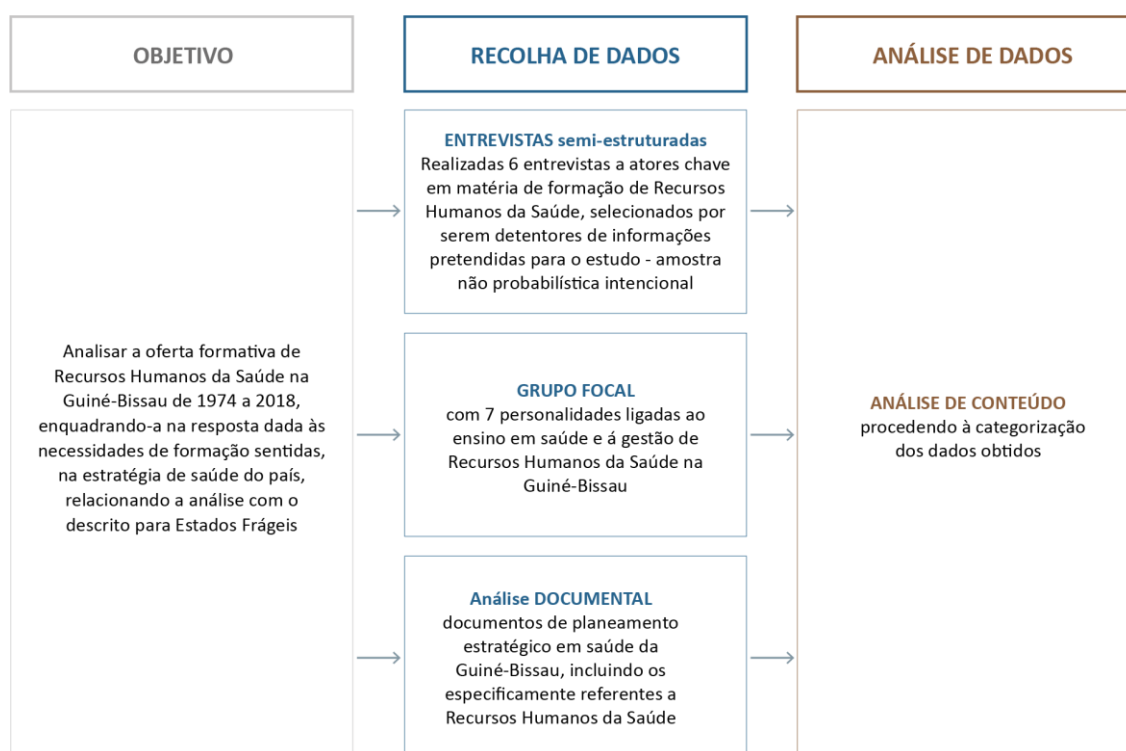 OBJETIVO
RECOLHA DE DADOS
ANÁLISE DE DADOS
Analisar a oferta formativa de
Recursos Humanos da Saúde na
Guiné-Bissau de 1974 a 2018,
enquadrando-a na resposta dada às
necessidades de formação sentidas,
na estratégia de saúde do país,
relacionando a análise com o
descrito para Estados Frágeis
ENTREVISTAS semi-estruturadas
Realizadas 6 entrevistas a atores chave
em matéria de formação de Recursos
Humanos da Saúde, selecionados por
serem detentores de informações
pretendidas para o estudo - amostra
não probabilística intencional
GRUPO FOCAL
com 7 personalidades ligadas ao
ensino em saúde e á gestão de
Recursos Humanos da Saúde na
Guiné-Bissau
Análise DOCUMENTAL
documentos de planeamento
estratégico em saúde da
Guiné-Bissau, incluindo os
especificamente referentes a
Recursos Humanos da Saúde
ANÁLISE DE CONTEÚDO
procedendo à categorização
dos dados obtidos